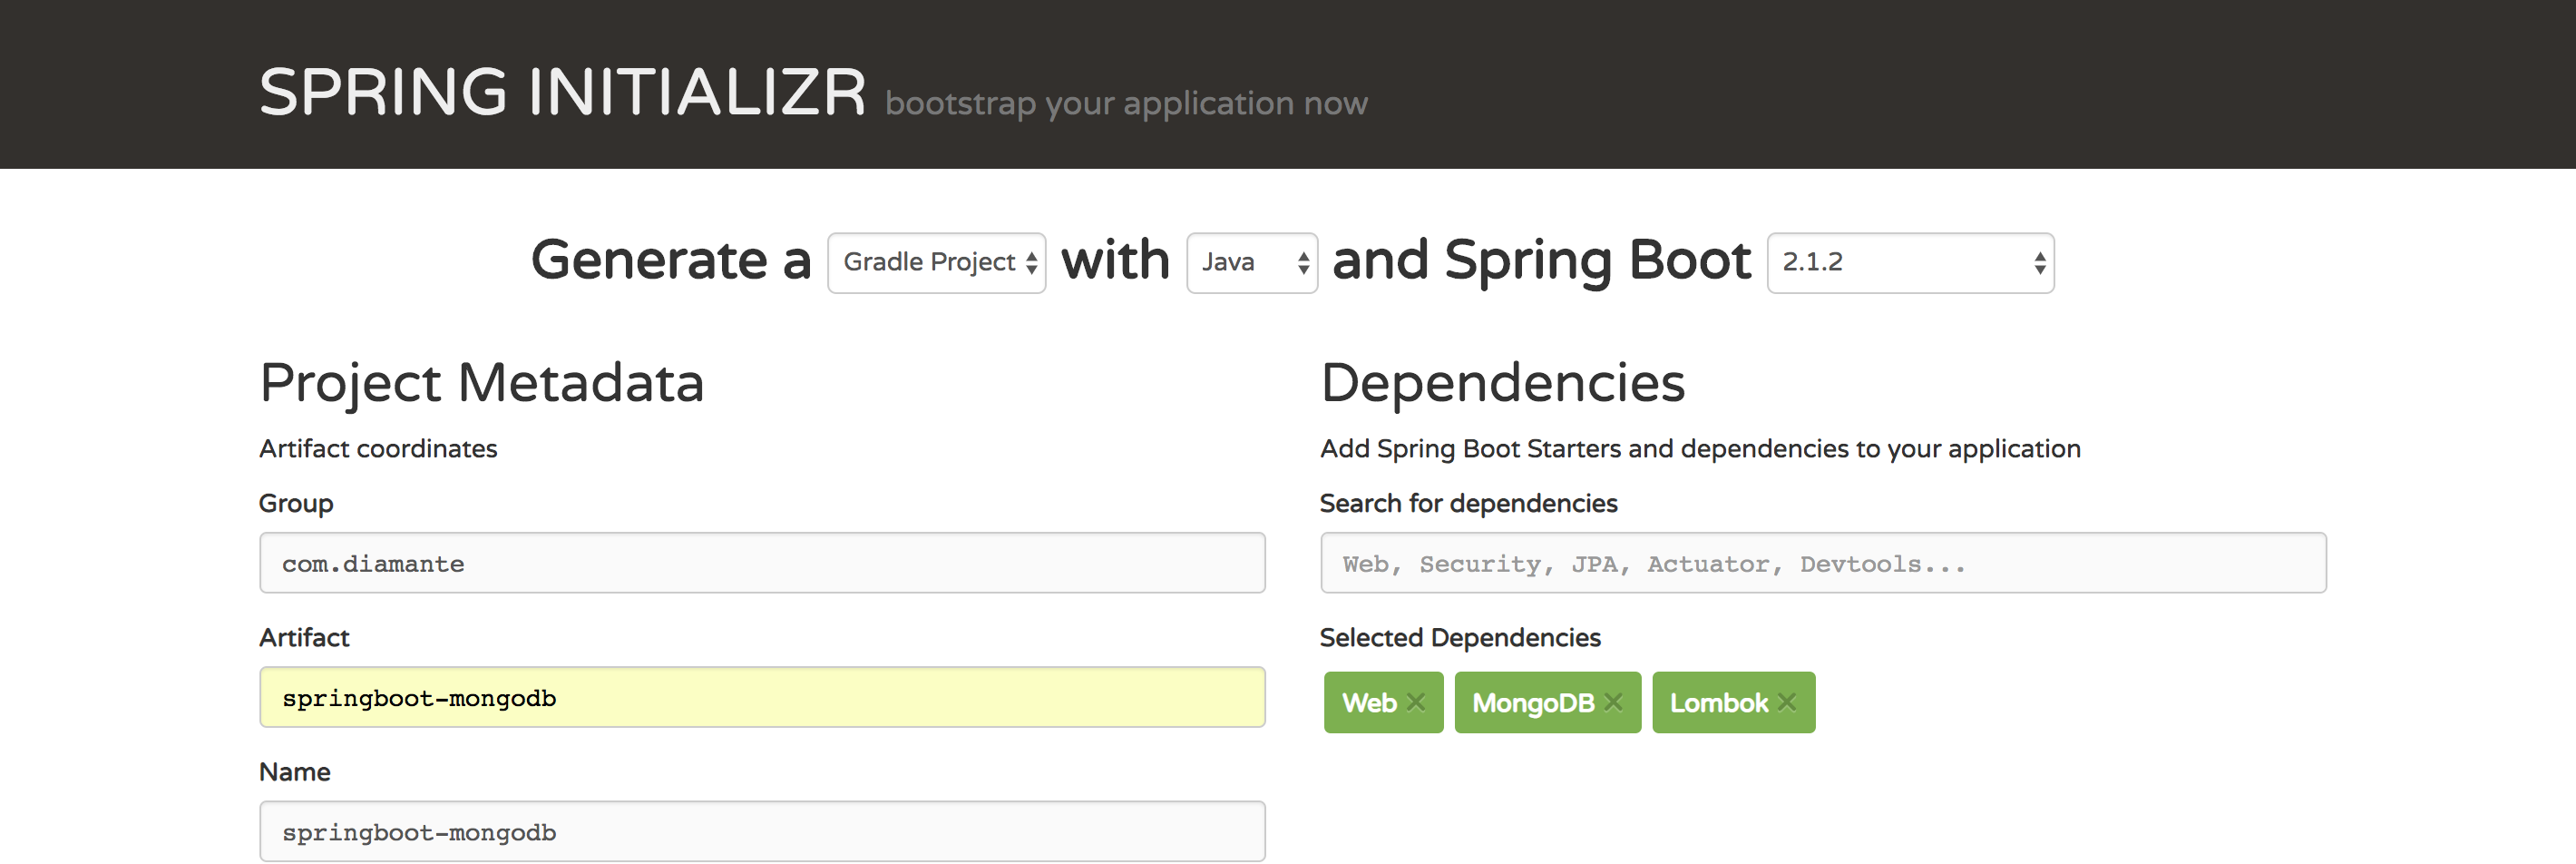 SPRING INITIALIZR bootstrap your application now
Generate a Gradle Project with Java and Spring Boot 2.1.2
Project Metadata
Artifact coordinates
Group
com.diamante
Artifact
springboot-mongodb
Name
springboot-mongodb
Dependencies
Add Spring Boot Starters and dependencies to your application
Search for dependencies
Web, Security, JPA, Actuator, Devtools...
Selected Dependencies
Web MongoDB Lombok